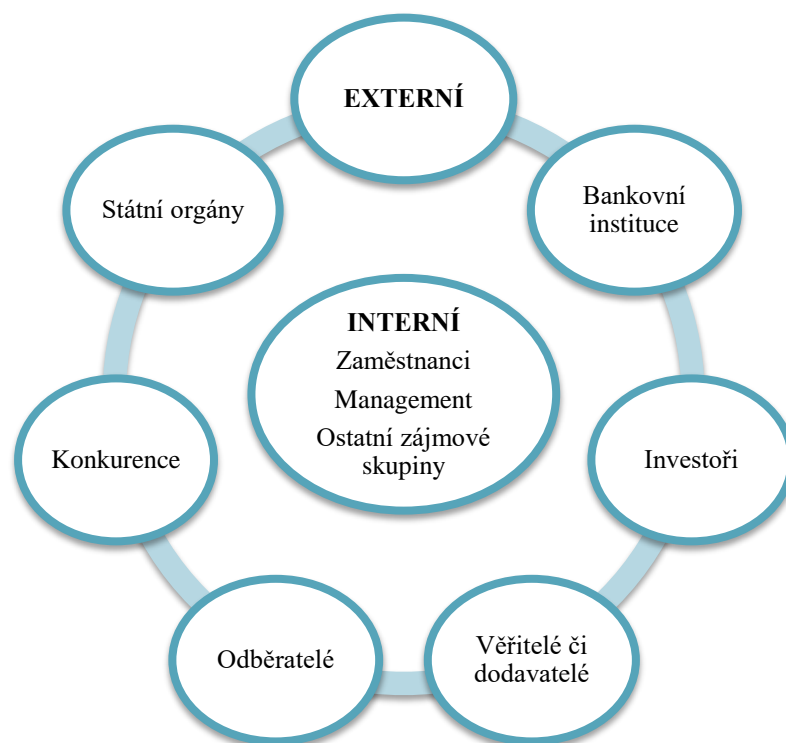 EXTERNÍ
Bankovní
instituce
Investoři
Věřitelé či
dodavatelé
Odběratelé
Konkurence
Státní orgány
INTERNÍ
Zaměstnanci
Management
Ostatní zájmové
skupiny